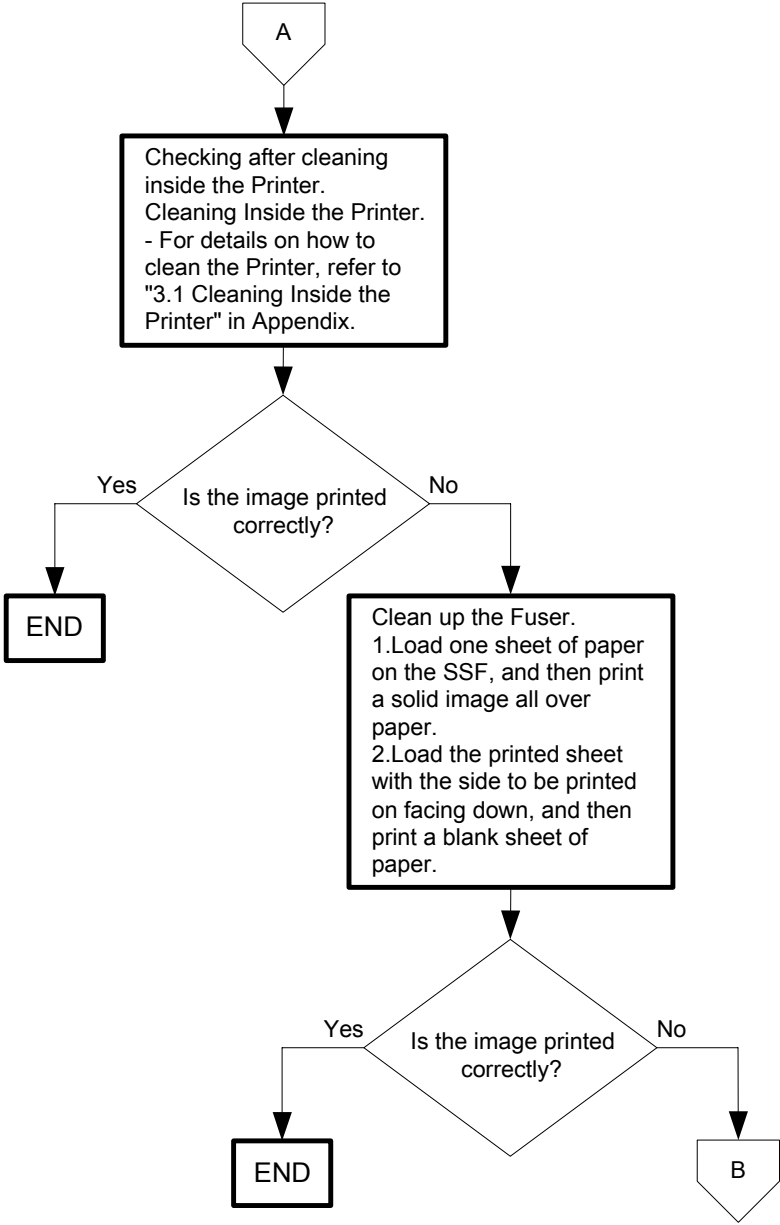 A
Checking after cleaning
inside the Printer.
Cleaning Inside the Printer.
- For details on how to
clean the Printer, refer to
"3.1 Cleaning Inside the
Printer" in Appendix.
Yes
Is the image printed
correctly?
No
END
Clean up the Fuser.
1.Load one sheet of paper
on the SSF, and then print
a solid image all over
paper.
2.Load the printed sheet
with the side to be printed
on facing down, and then
print a blank sheet of
paper.
Yes
Is the image printed
correctly?
No
END
B